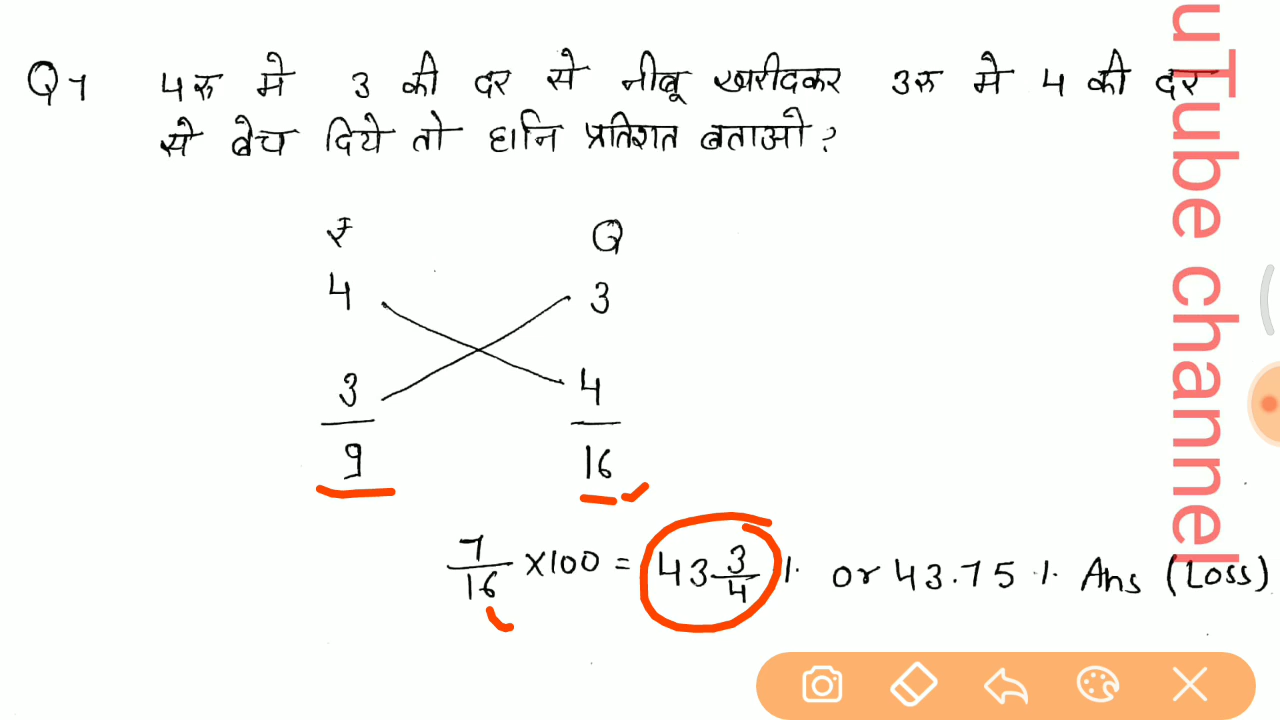 Q7 4रु मे 3 की दर से नीबू खरीदकर 3रु मे 4 की दर
से बेच दिये तो हानि प्रतिशत बताओ?
₹ Q
4 3
3 4
9 16
7/16 ×100 = 43 3/4 % or 43.75 % Ans (Loss)
uTube channel